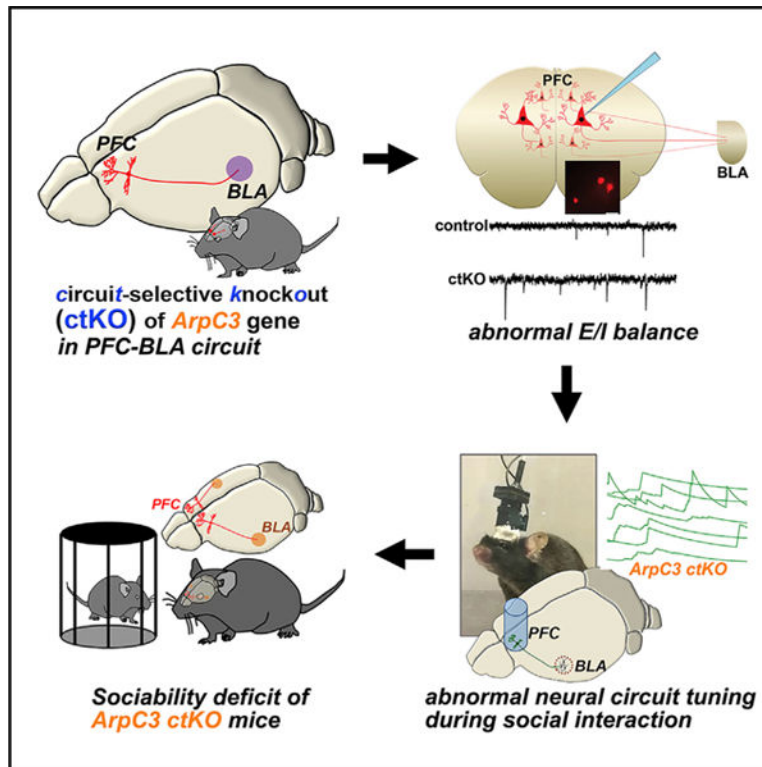 PFC
BLA
circuit-selective knockout
(ctKO) of ArpC3 gene
in PFC-BLA circuit
PFC
BLA
control
ctKO
abnormal E/I balance
ArpC3 ctKO
PFC
BLA
abnormal neural circuit tuning
during social interaction
PFC
BLA
Sociability deficit of
ArpC3 ctKO mice